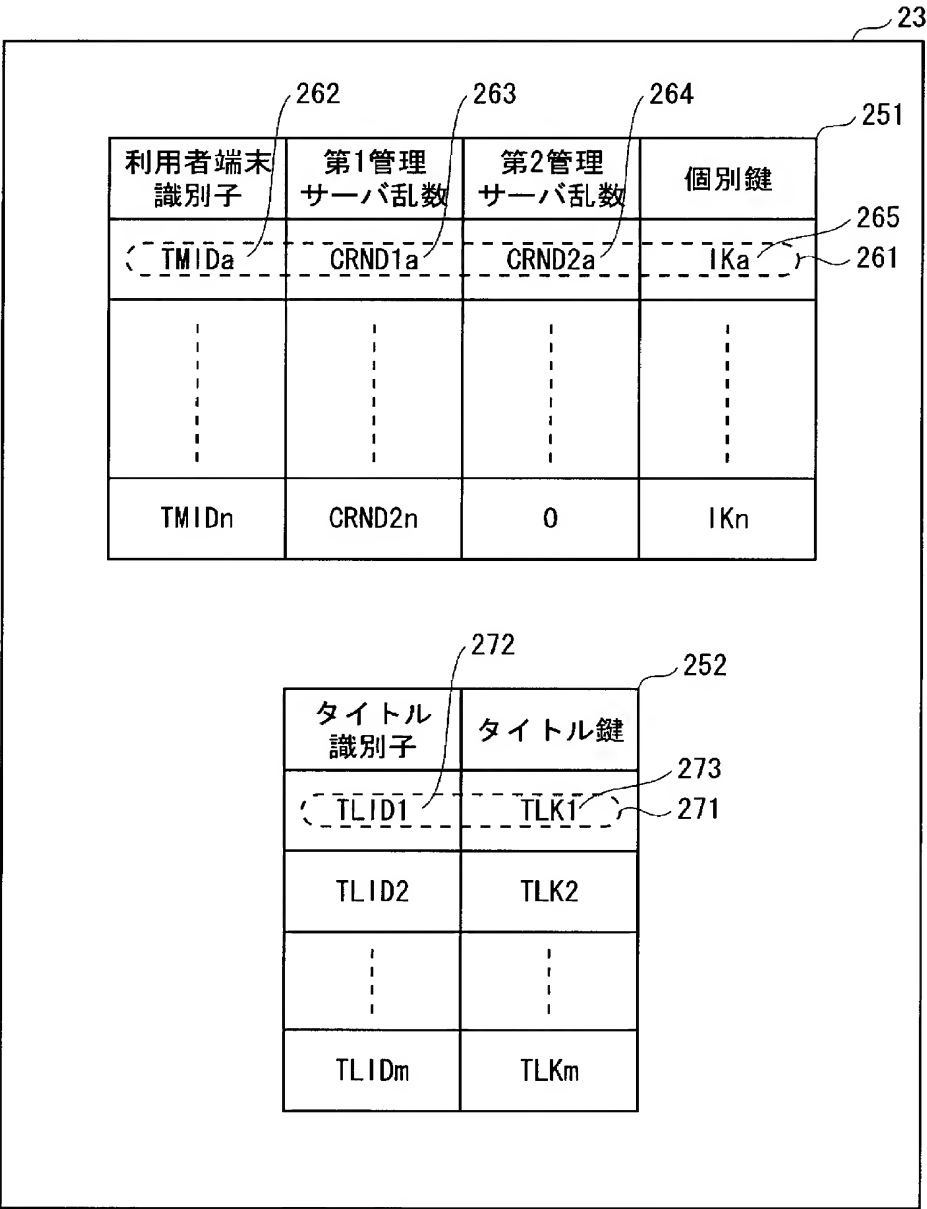 23
262
263
264
251
利用者端末
識別子
第1管理
サーバ乱数
第2管理
サーバ乱数
個別鍵
265
TMIDa
CRND1a
CRND2a
IKa
261
TMIDn
CRND2n
0
IKn
272
252
タイトル
識別子
タイトル鍵
273
TLID1
TLK1
271
TLID2
TLK2
TLIDm
TLKm